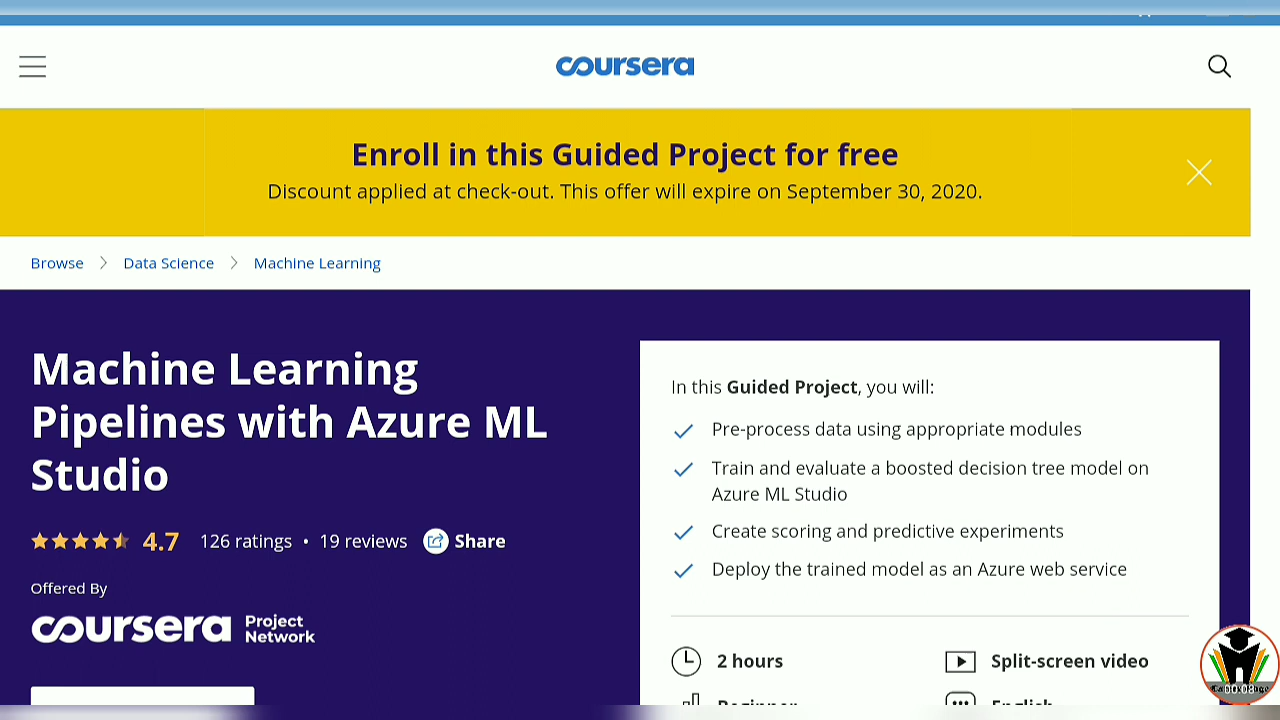 coursera
Enroll in this Guided Project for free
Discount applied at check-out. This offer will expire on September 30, 2020.
Browse
Data Science
Machine Learning
Machine Learning
Pipelines with Azure ML
Studio
4.7 126 ratings • 19 reviews Share
Offered By
coursera Project
Network
In this Guided Project, you will:
Pre-process data using appropriate modules
Train and evaluate a boosted decision tree model on
Azure ML Studio
Create scoring and predictive experiments
Deploy the trained model as an Azure web service
2 hours
Split-screen video
Beginner
English